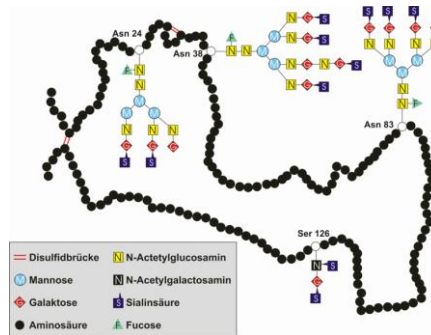 Asn 24
Asn 38
Asn 83
Ser 126
Disulfidbrücke
N N-Acetylglucosamin
M Mannose
N N-Acetylgalactosamin
G Galaktose
S Sialinsäure
Aminosäure
F Fucose